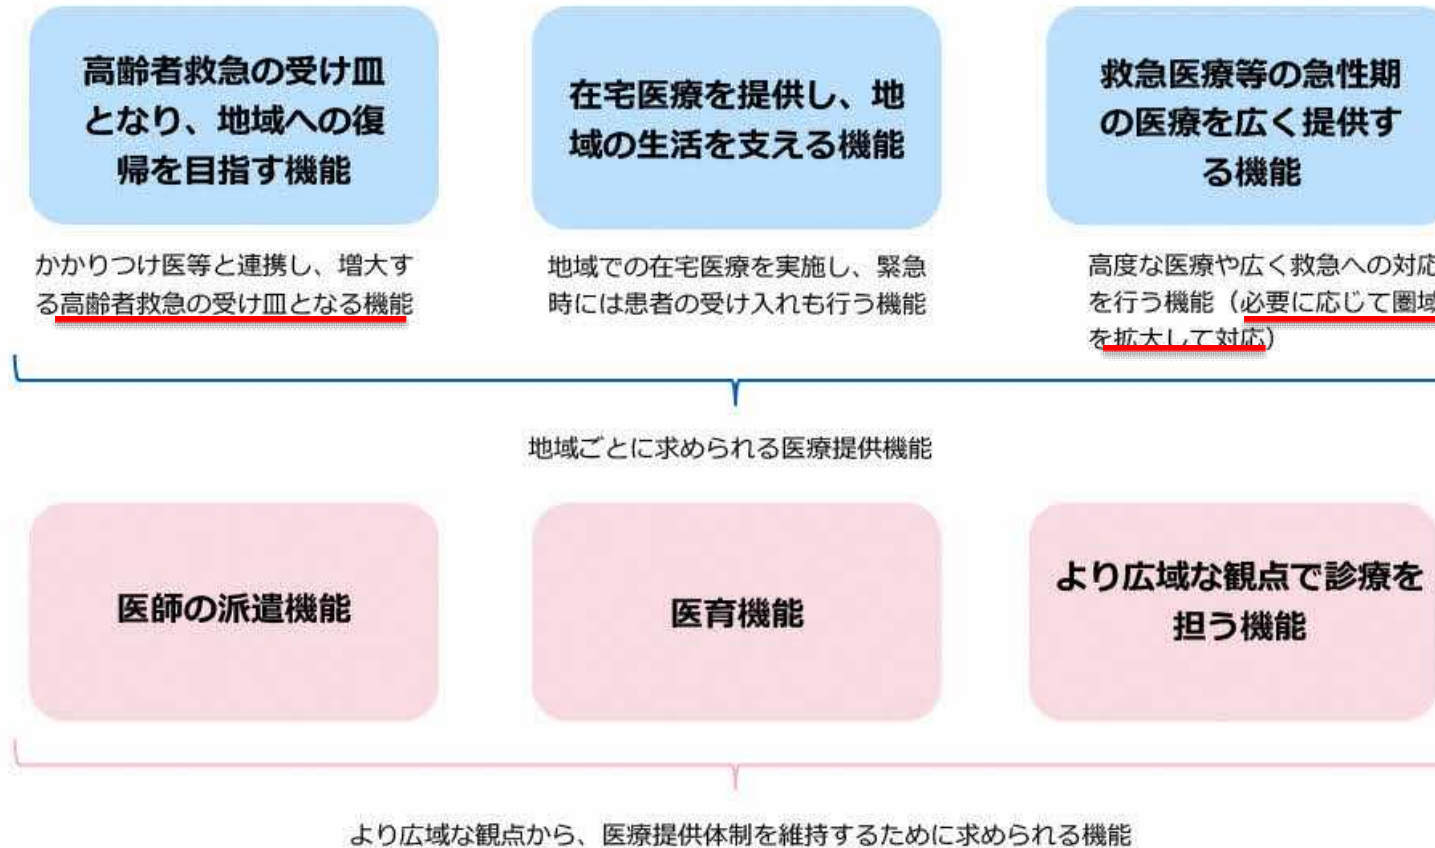 高齢者救急の受け皿
となり、地域への復
帰を目指す機能
かかりつけ医等と連携し、増大す
る高齢者救急の受け皿となる機能
在宅医療を提供し、地
域の生活を支える機能
地域での在宅医療を実施し、緊急
時には患者の受け入れも行う機能
救急医療等の急性期
の医療を広く提供す
る機能
高度な医療や広く救急への対応
を行う機能（必要に応じて圏域
を拡大して対応）
地域ごとに求められる医療提供機能
医師の派遣機能
医育機能
より広域な観点で診療を
担う機能
より広域な観点から、医療提供体制を維持するために求められる機能